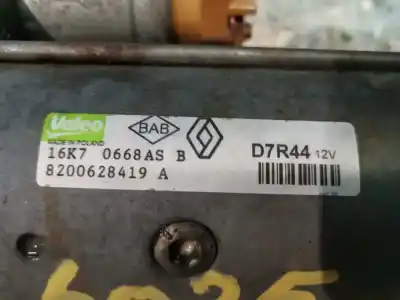 Valeo
MADE IN POLAND
BAB
16K7 0668AS B
8200628419 A
D7R44 12V